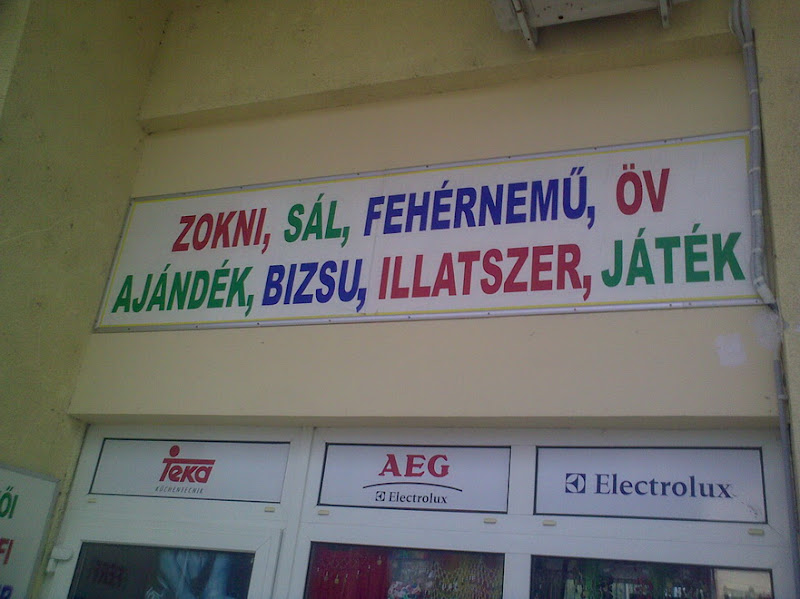 ZOKNI, SÁL, FEHÉRNEMŰ, ÖV
AJÁNDÉK, BIZSU, ILLATSZER, JÁTÉK
teka
KÜCHENTECHNIK
AEG
Electrolux
Electrolux